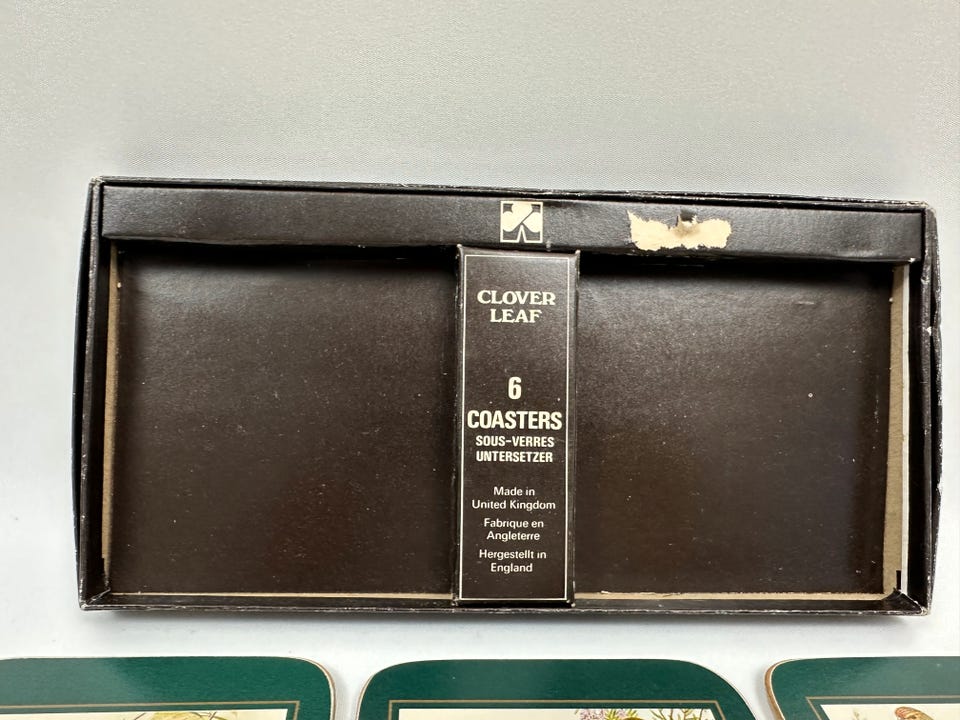 CLOVER
LEAF
6
COASTERS
SOUS-VERRES
UNTERSETZER
Made in
United Kingdom
Fabrique en
Angleterre
Hergestellt in
England